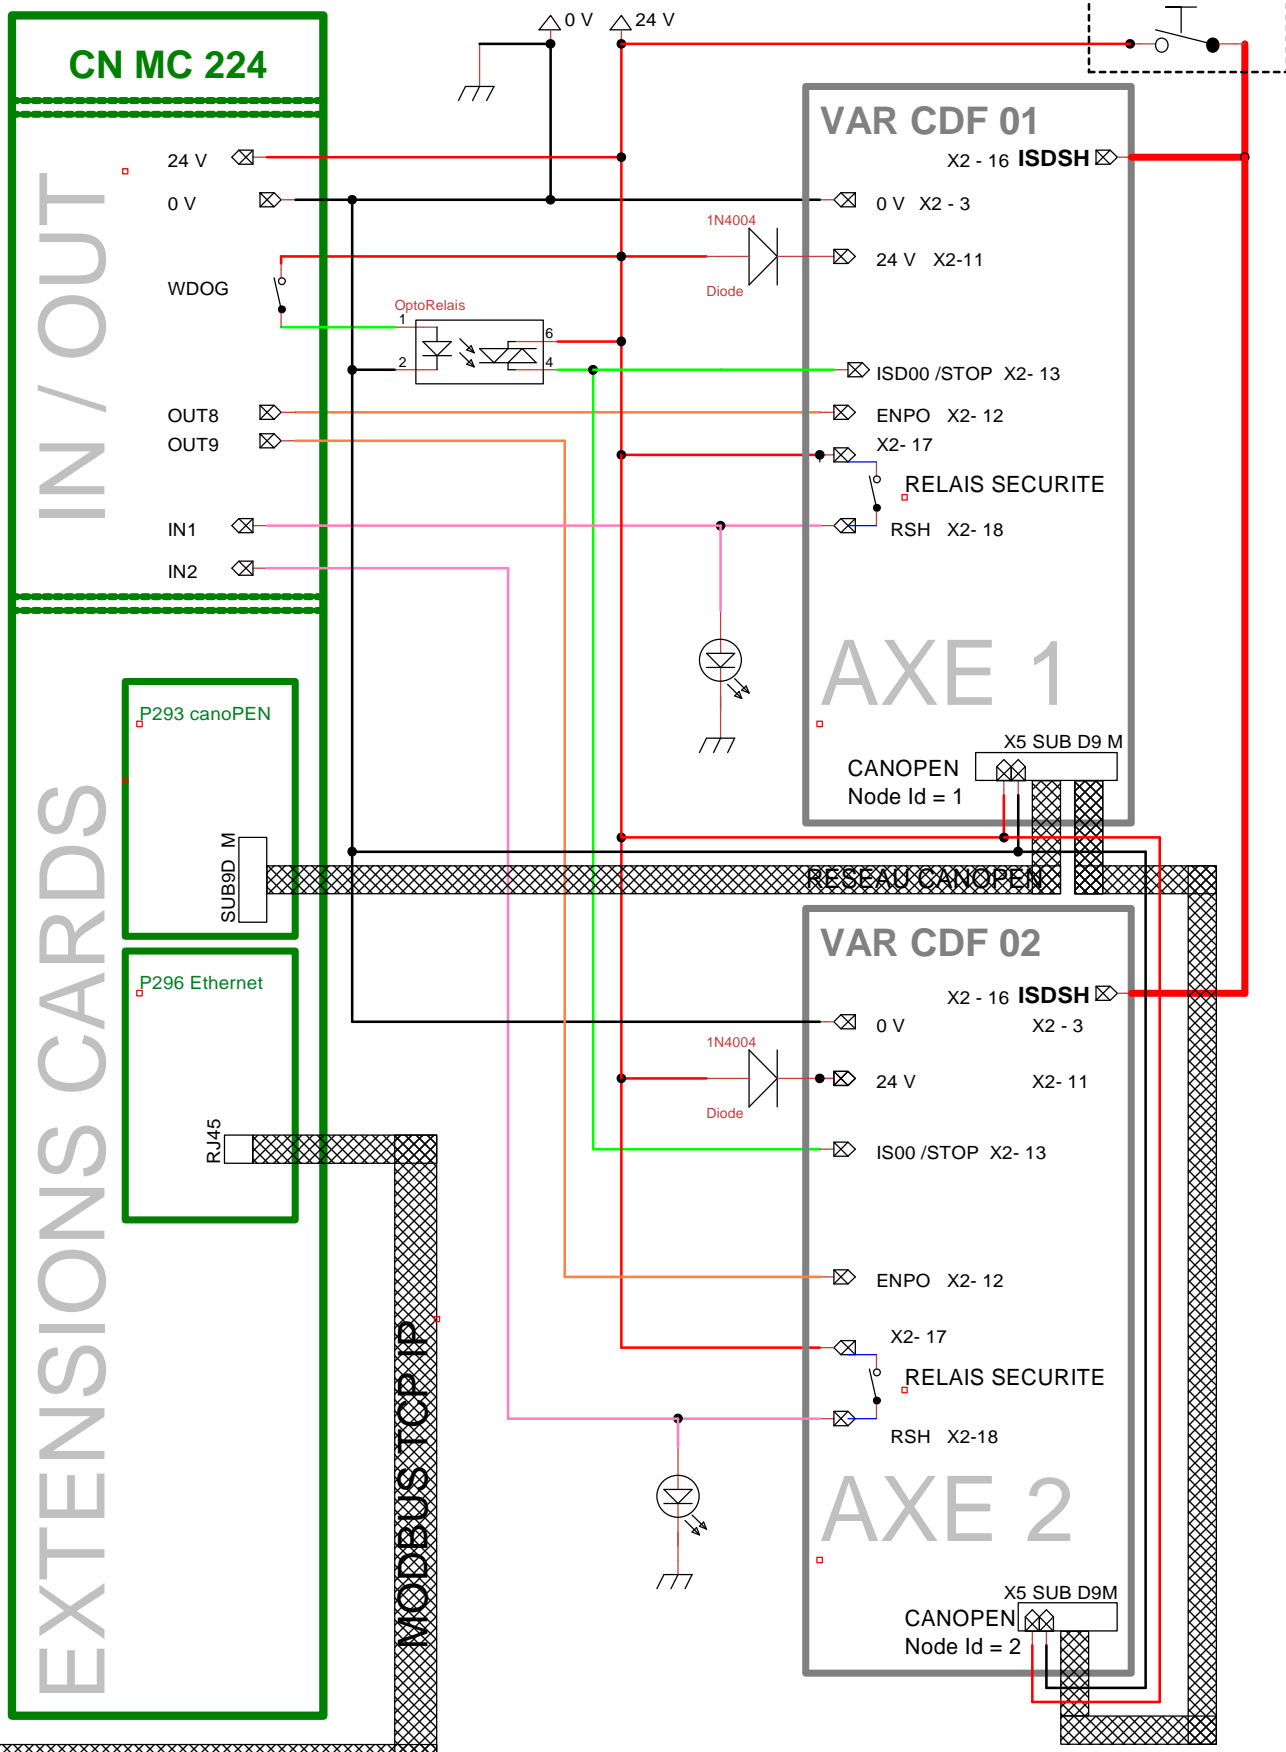 0 V
24 V
CN MC 224
IN / OUT
24 V
0 V
WDOG
OUT8
OUT9
IN1
IN2
OptoRelais
1
2
6
4
1N4004
Diode
VAR CDF 01
X2 - 16 ISDSH
0 V X2 - 3
24 V X2-11
ISD00 /STOP X2- 13
ENPO X2- 12
X2- 17
RELAIS SECURITE
RSH X2- 18
AXE 1
X5 SUB D9 M
CANOPEN
Node Id = 1
EXTENSIONS CARDS
P293 canoPEN
SUB9D M
RESEAU CANOPEN
P296 Ethernet
RJ45
MODBUS TCP IP
VAR CDF 02
X2 - 16 ISDSH
0 V X2 - 3
1N4004
Diode
24 V X2- 11
IS00 /STOP X2- 13
ENPO X2- 12
X2- 17
RELAIS SECURITE
RSH X2-18
AXE 2
X5 SUB D9M
CANOPEN
Node Id = 2